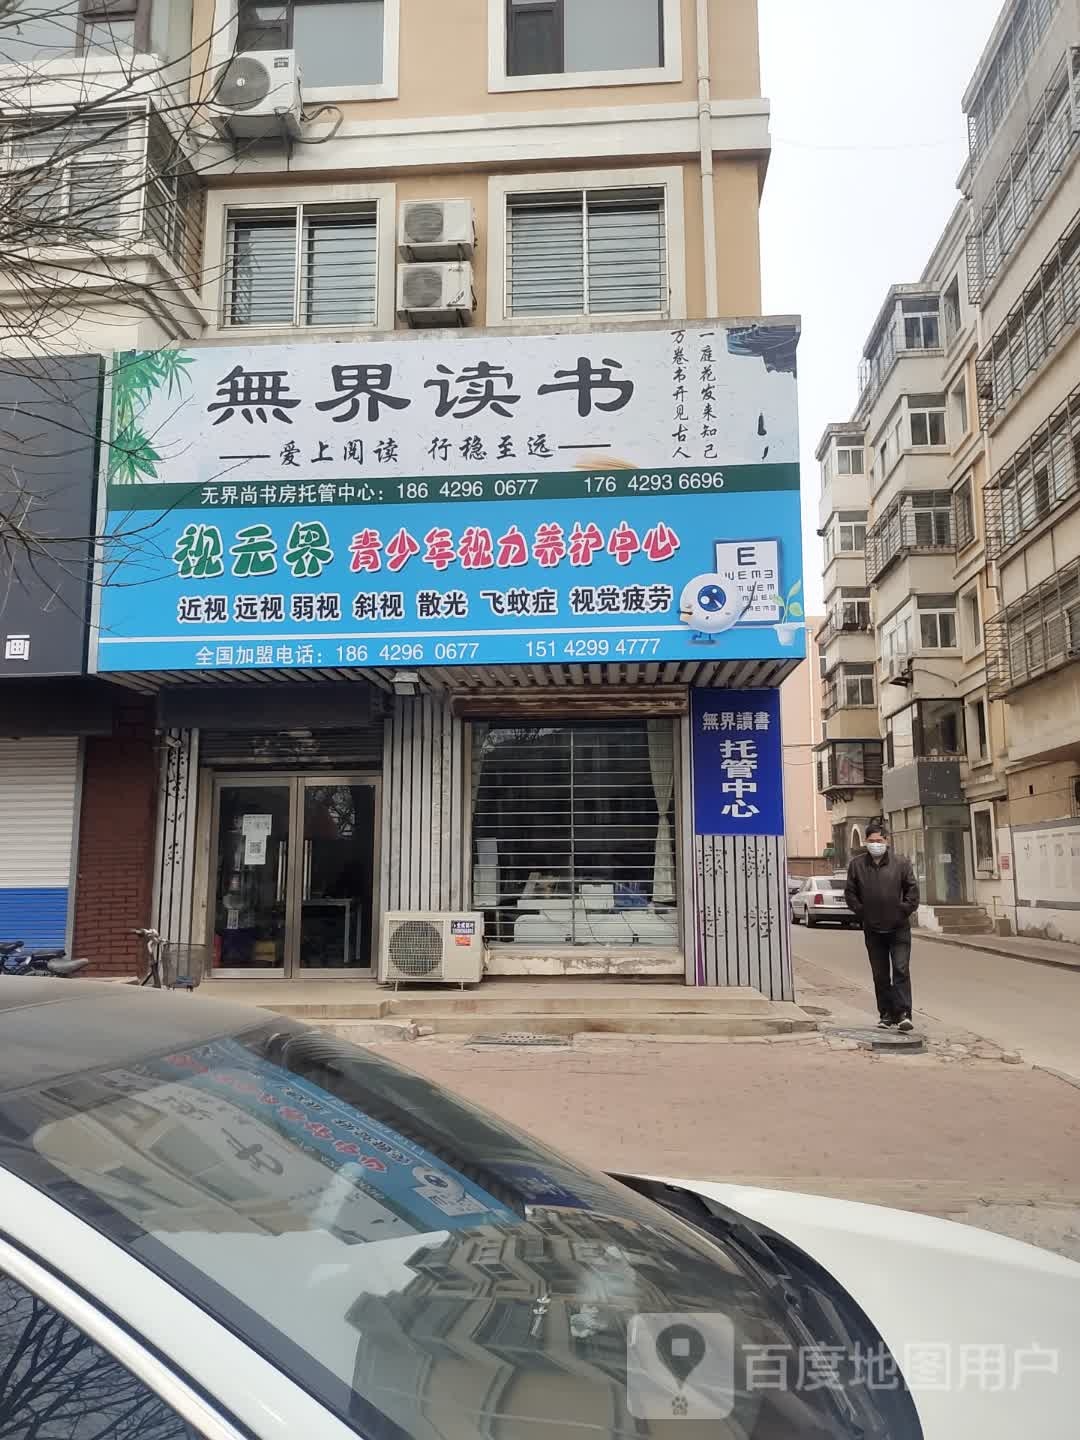 無界读书
爱上阅读 行稳至远
一庭花发来知己
万卷书开见古人
无界尚书房托管中心：186 4296 0677 176 4293 6696
视无界 青少年视力养护中心
近视 远视 弱视 斜视 散光 飞蚊症 视觉疲劳
E
全国加盟电话：186 4296 0677 151 4299 4777
画
無界讀書
托管中心
百度地图用户